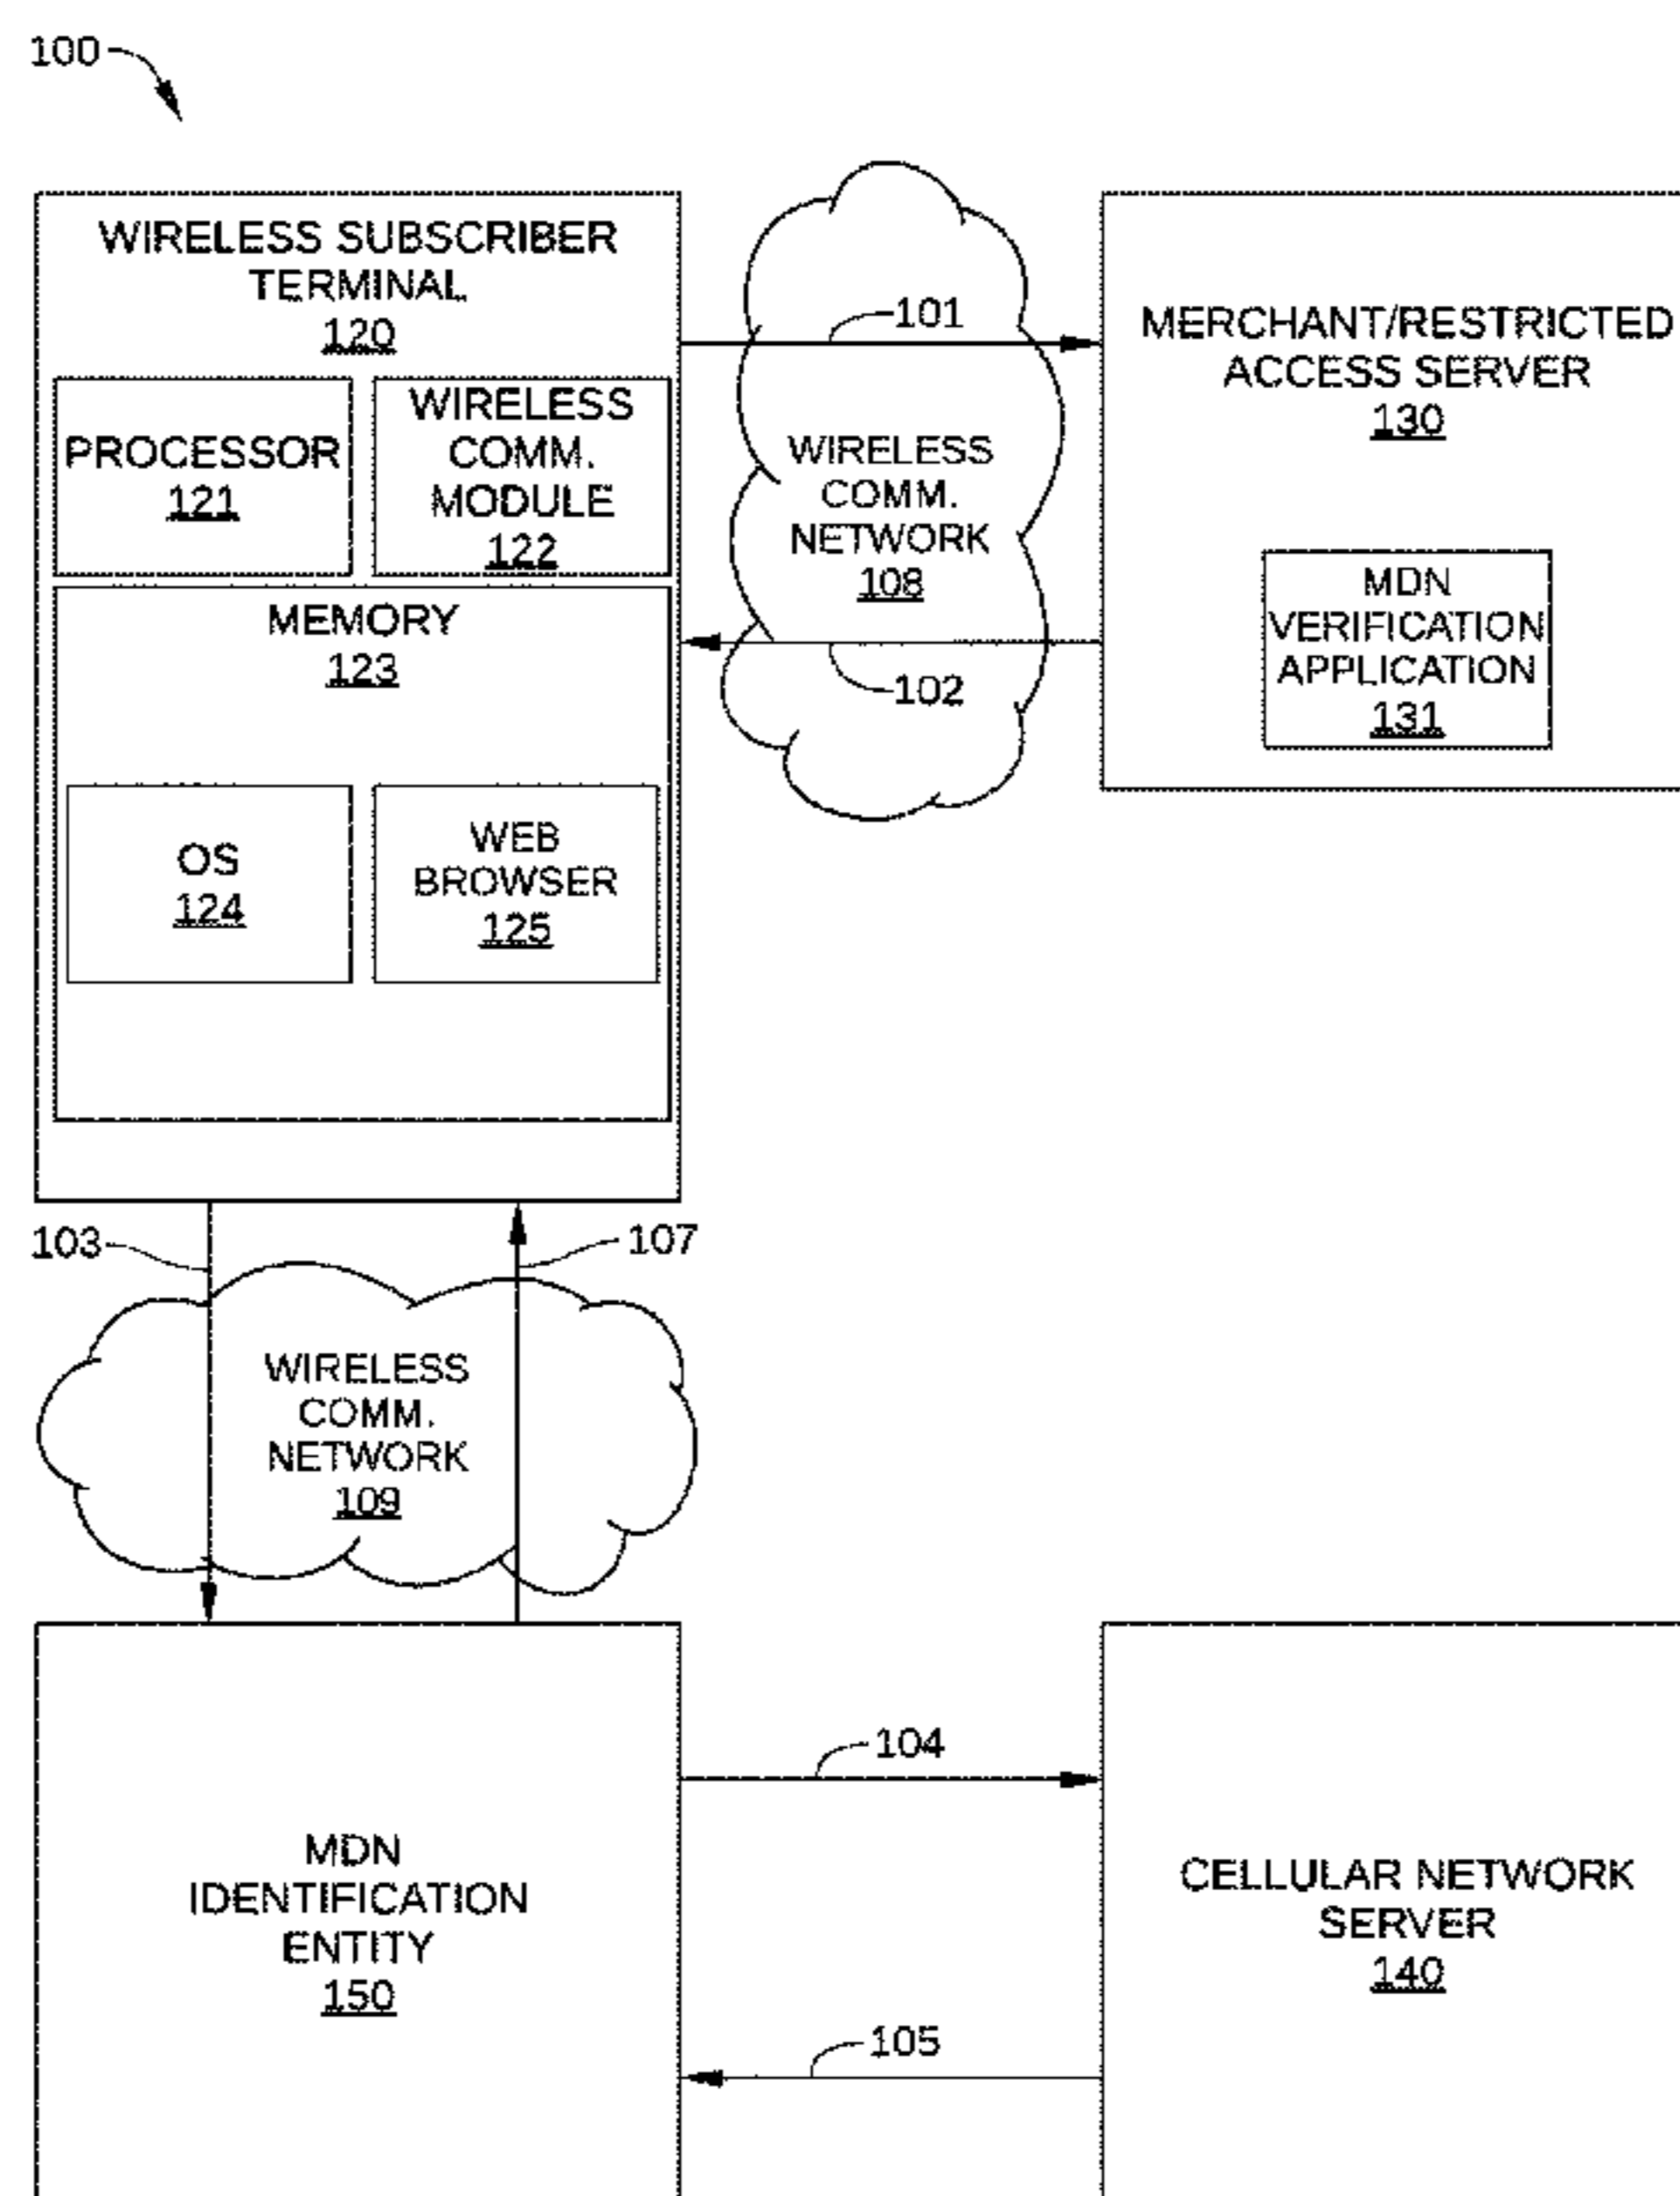 100
WIRELESS SUBSCRIBER
TERMINAL
120
PROCESSOR
121
WIRELESS
COMM.
MODULE
122
MEMORY
123
OS
124
WEB
BROWSER
125
101
WIRELESS
COMM.
NETWORK
108
102
MERCHANT/RESTRICTED
ACCESS SERVER
130
MDN
VERIFICATION
APPLICATION
131
103
107
WIRELESS
COMM.
NETWORK
109
MDN
IDENTIFICATION
ENTITY
150
104
105
CELLULAR NETWORK
SERVER
140